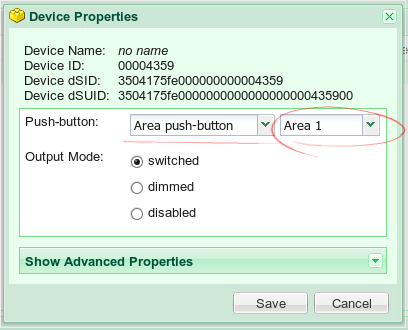 Device Properties
Device Name: no name
Device ID: 00004359
Device dSID: 3504175fe000000000004359
Device dSUID: 3504175fe0000000000000000000435900
Push-button: Area push-button Area 1
Output Mode: switched
dimmed
disabled
Show Advanced Properties
Save Cancel